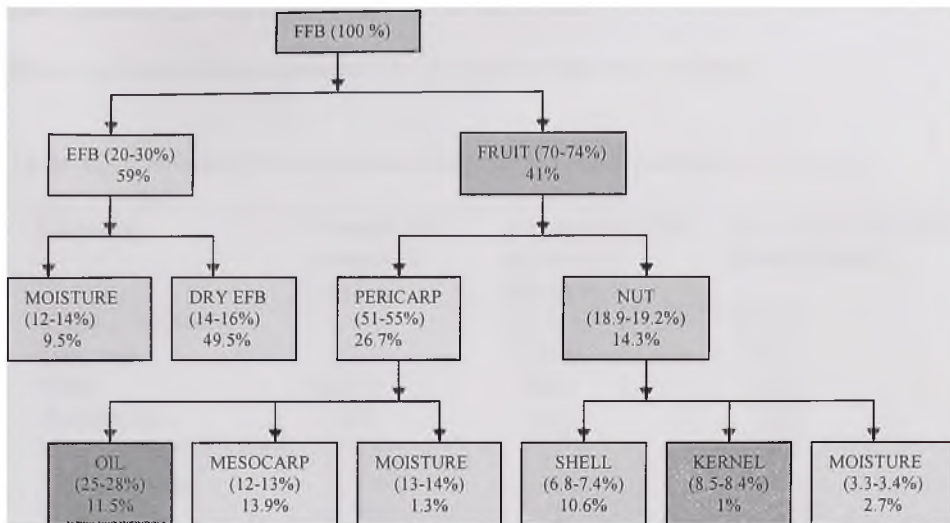 FFB (100 %)
EFB (20-30%)
59%
FRUIT (70-74%)
41%
MOISTURE
(12-14%)
9.5%
DRY EFB
(14-16%)
49.5%
PERICARP
(51-55%)
26.7%
NUT
(18.9-19.2%)
14.3%
OIL
(25-28%)
11.5%
MESOCARP
(12-13%)
13.9%
MOISTURE
(13-14%)
1.3%
SHELL
(6.8-7.4%)
10.6%
KERNEL
(8.5-8.4%)
1%
MOISTURE
(3.3-3.4%)
2.7%